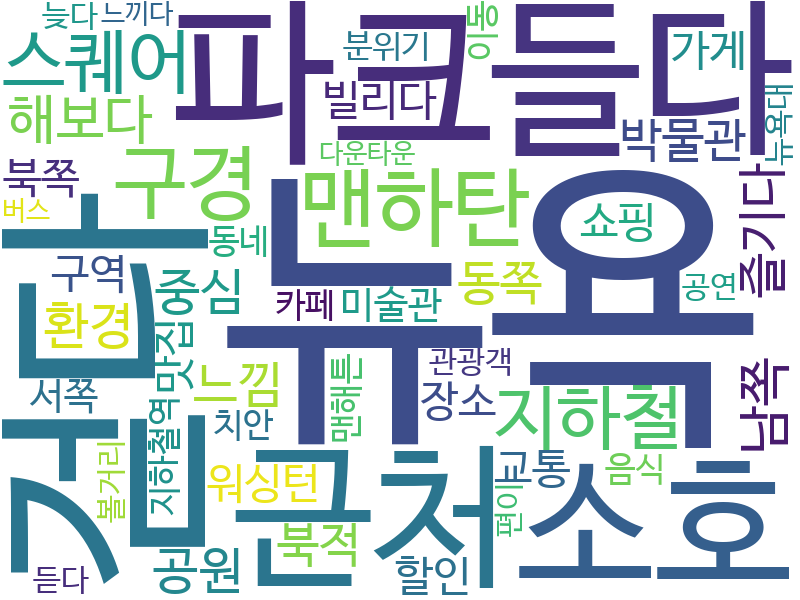 늦다
느끼다
스퀘어
파크
들다
이동
분위기
가게
해보다
빌리다
박물관
뉴욕대
다운타운
북쪽
구경
맨하탄
뉴욕
쇼핑
즐기다
버스
걷다
동네
구역
중심
카페
미술관
동쪽
공연
환경
맛집
서쪽
느낌
맨해튼
관광객
장소
지하철
남쪽
치안
지하철역
볼거리
워싱턴
근처
교통
소호
음식
편이
북적
공원
할인
듣다